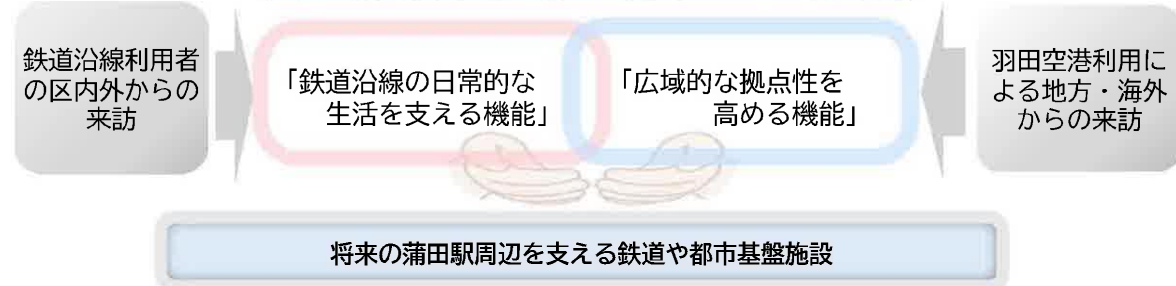 鉄道沿線利用者
の区内外からの
来訪
「鉄道沿線の日常的な
生活を支える機能」
「広域的な拠点性を
高める機能」
羽田空港利用に
よる地方・海外
からの来訪
将来の蒲田駅周辺を支える鉄道や都市基盤施設